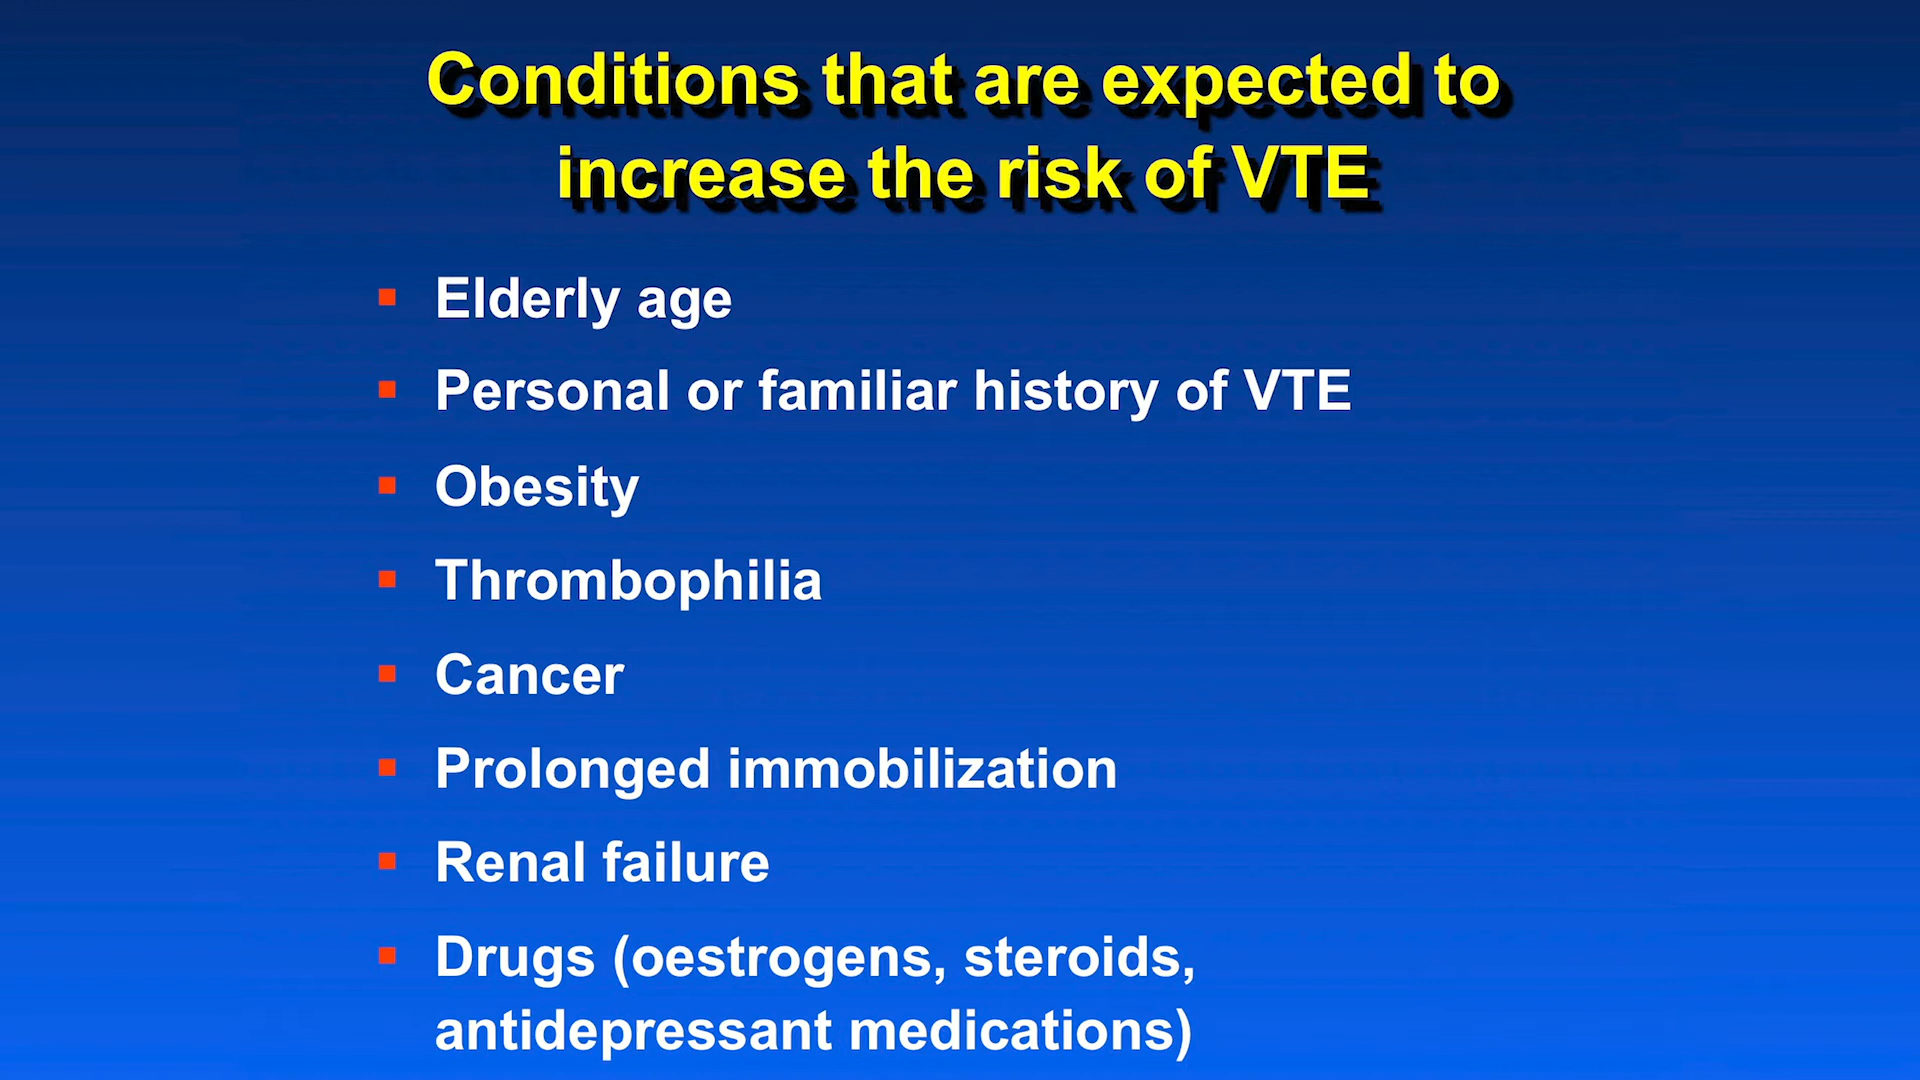 Conditions that are expected to
increase the risk of VTE
Elderly age
Personal or familiar history of VTE
Obesity
Thrombophilia
Cancer
Prolonged immobilization
Renal failure
Drugs (oestrogens, steroids,
antidepressant medications)